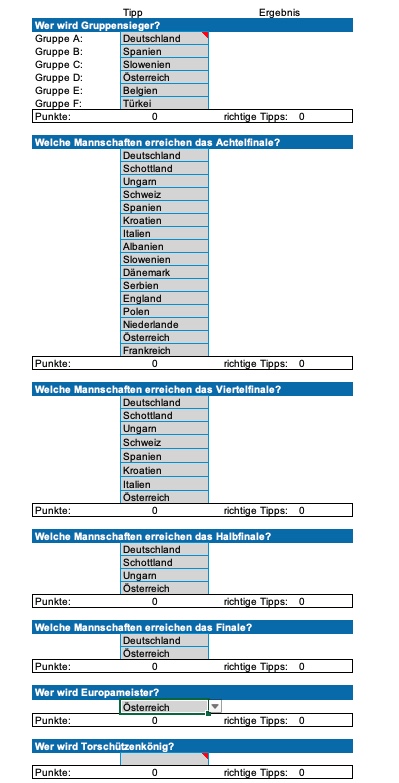 Tipp Ergebnis
Wer wird Gruppensieger?
Gruppe A: Deutschland
Gruppe B: Spanien
Gruppe C: Slowenien
Gruppe D: Österreich
Gruppe E: Belgien
Gruppe F: Türkei
Punkte: 0 richtige Tipps: 0
Welche Mannschaften erreichen das Achtelfinale?
Deutschland
Schottland
Ungarn
Schweiz
Spanien
Kroatien
Italien
Albanien
Slowenien
Dänemark
Serbien
England
Polen
Niederlande
Österreich
Frankreich
Punkte: 0 richtige Tipps: 0
Welche Mannschaften erreichen das Viertelfinale?
Deutschland
Schottland
Ungarn
Schweiz
Spanien
Kroatien
Italien
Österreich
Punkte: 0 richtige Tipps: 0
Welche Mannschaften erreichen das Halbfinale?
Deutschland
Schottland
Ungarn
Österreich
Punkte: 0 richtige Tipps: 0
Welche Mannschaften erreichen das Finale?
Deutschland
Österreich
Punkte: 0 richtige Tipps: 0
Wer wird Europameister?
Österreich
Punkte: 0 richtige Tipps: 0
Wer wird Torschützenkönig?
Punkte: 0 richtige Tipps: 0